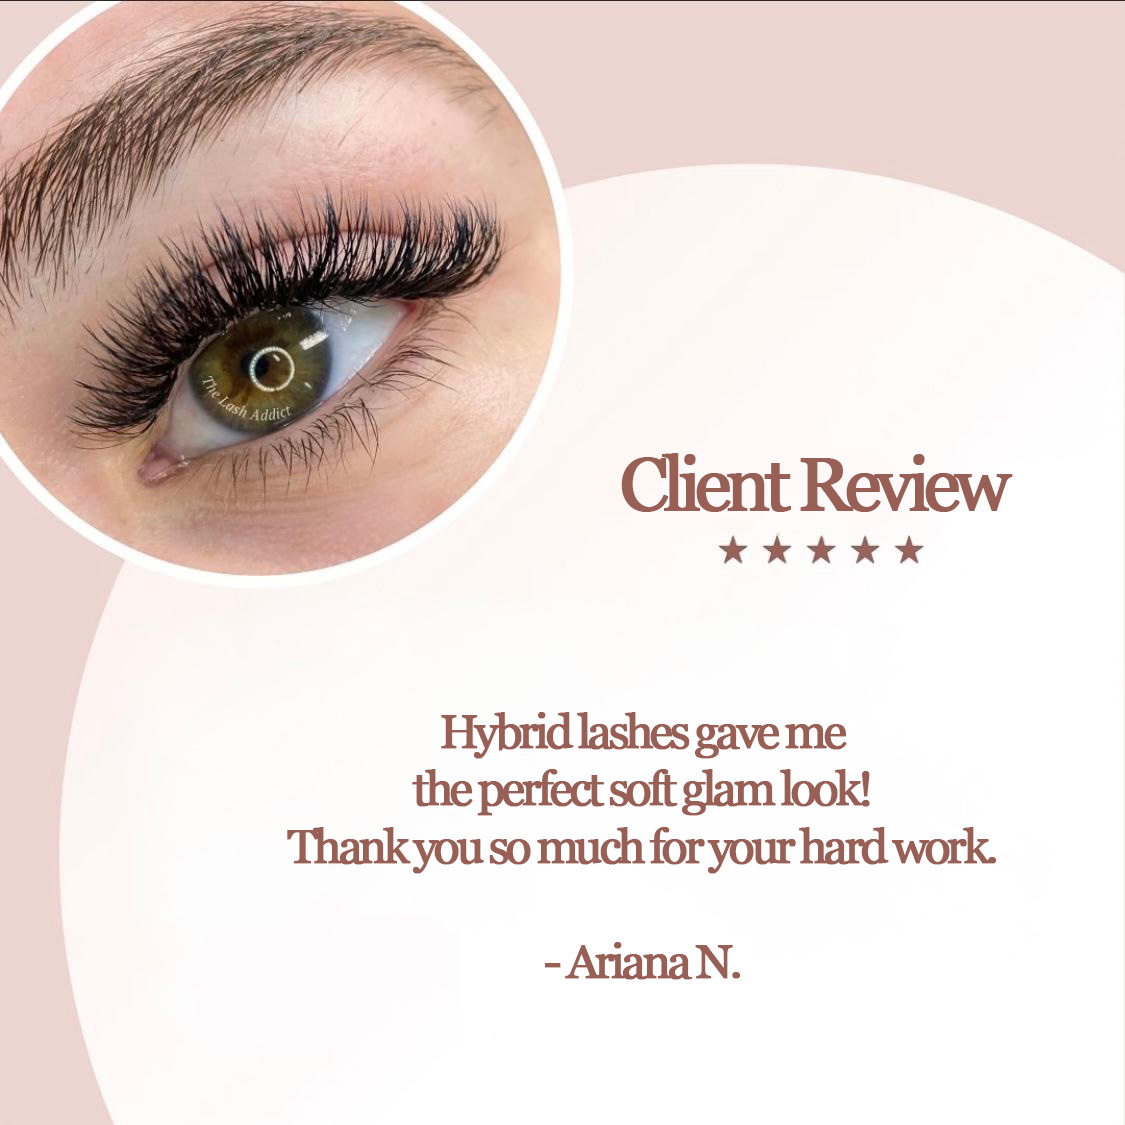 The Lash Addict
Client Review
★ ★ ★ ★ ★
Hybrid lashes gave me
the perfect soft glam look!
Thank you so much for your hard work.
- Ariana N.